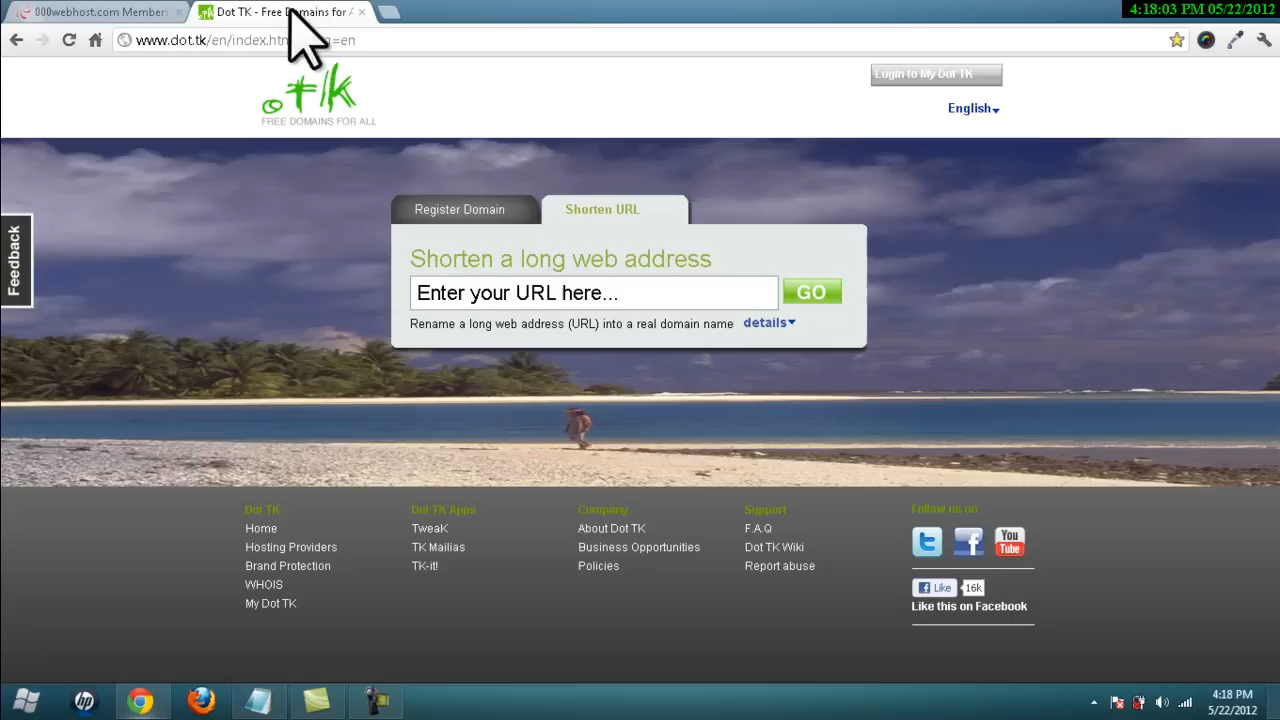 000webhost.com Members
Dot TK - Free Domains for A
4:18:03 PM 05/22/2012
www.dot.tk/en/index.htm
=en
.TK
FREE DOMAINS FOR ALL
Login to My Dot TK
English
Feedback
Register Domain
Shorten URL
Shorten a long web address
Enter your URL here...
GO
Rename a long web address (URL) into a real domain name details
Dot TK
Home
Hosting Providers
Brand Protection
WHOIS
My Dot TK
Dot TK Apps
TweaK
TK Mailias
TK-it!
Company
About Dot TK
Business Opportunities
Policies
Support
F.A.Q
Dot TK Wiki
Report abuse
Follow us on
You
Tube
Like 16k
Like this on Facebook
hp
4:18 PM
5/22/2012